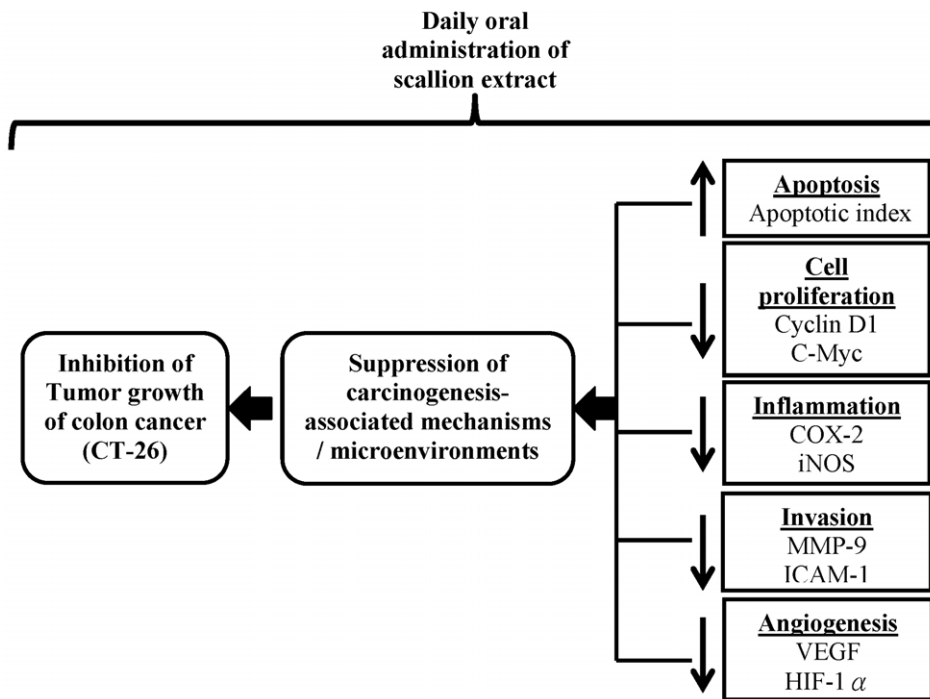 Daily oral
administration of
scallion extract
Apoptosis
Apoptotic index
Cell
proliferation
Cyclin D1
C-Myc
Inflammation
COX-2
iNOS
Invasion
MMP-9
ICAM-1
Angiogenesis
VEGF
HIF-1 α
Suppression of
carcinogenesis-
associated mechanisms
/ microenvironments
Inhibition of
Tumor growth
of colon cancer
(CT-26)